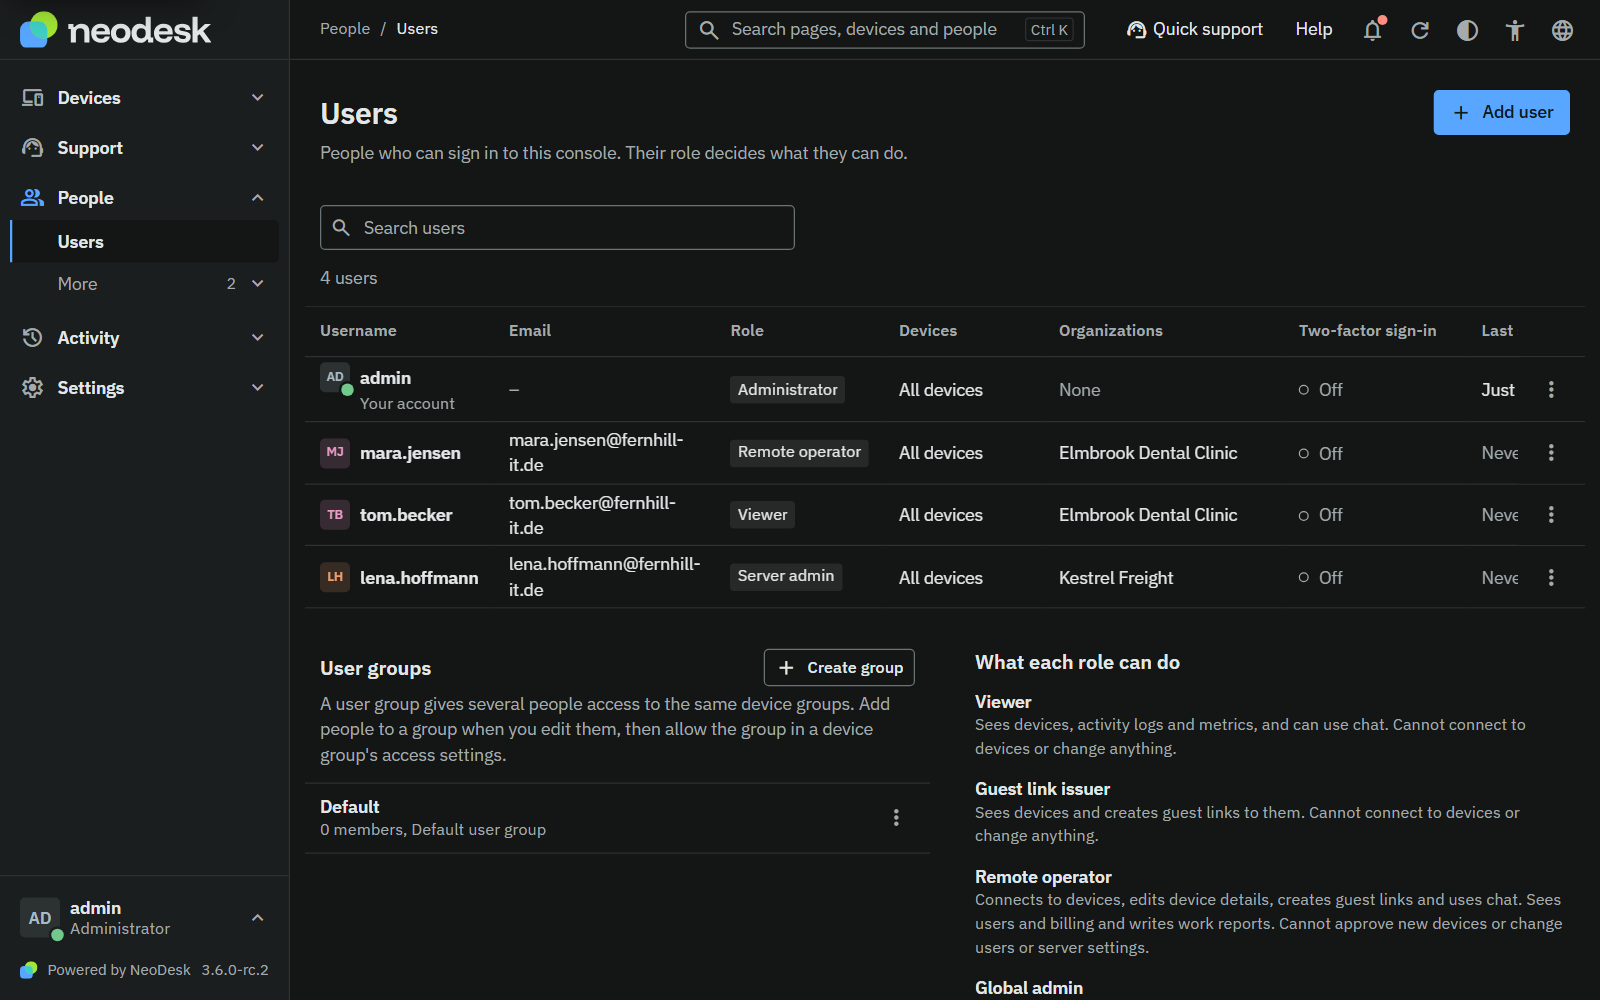 neodesk
People / Users
Search pages, devices and people Ctrl K
Quick support
Help
Devices
Support
People
Users
More 2
Activity
Settings
Users
Add user
People who can sign in to this console. Their role decides what they can do.
Search users
4 users
Username Email Role Devices Organizations Two-factor sign-in Last
AD admin – Administrator All devices None Off Just
Your account
MJ mara.jensen mara.jensen@fernhill-
it.de Remote operator All devices Elmbrook Dental Clinic Off Neve
TB tom.becker tom.becker@fernhill-
it.de Viewer All devices Elmbrook Dental Clinic Off Neve
LH lena.hoffmann lena.hoffmann@fernhill-
it.de Server admin All devices Kestrel Freight Off Neve
User groups
Create group
A user group gives several people access to the same device groups. Add
people to a group when you edit them, then allow the group in a device
group's access settings.
Default
0 members, Default user group
What each role can do
Viewer
Sees devices, activity logs and metrics, and can use chat. Cannot connect to
devices or change anything.
Guest link issuer
Sees devices and creates guest links to them. Cannot connect to devices or
change anything.
Remote operator
Connects to devices, edits device details, creates guest links and uses chat. Sees
users and billing and writes work reports. Cannot approve new devices or change
users or server settings.
Global admin
AD admin
Administrator
Powered by NeoDesk 3.6.0-rc.2